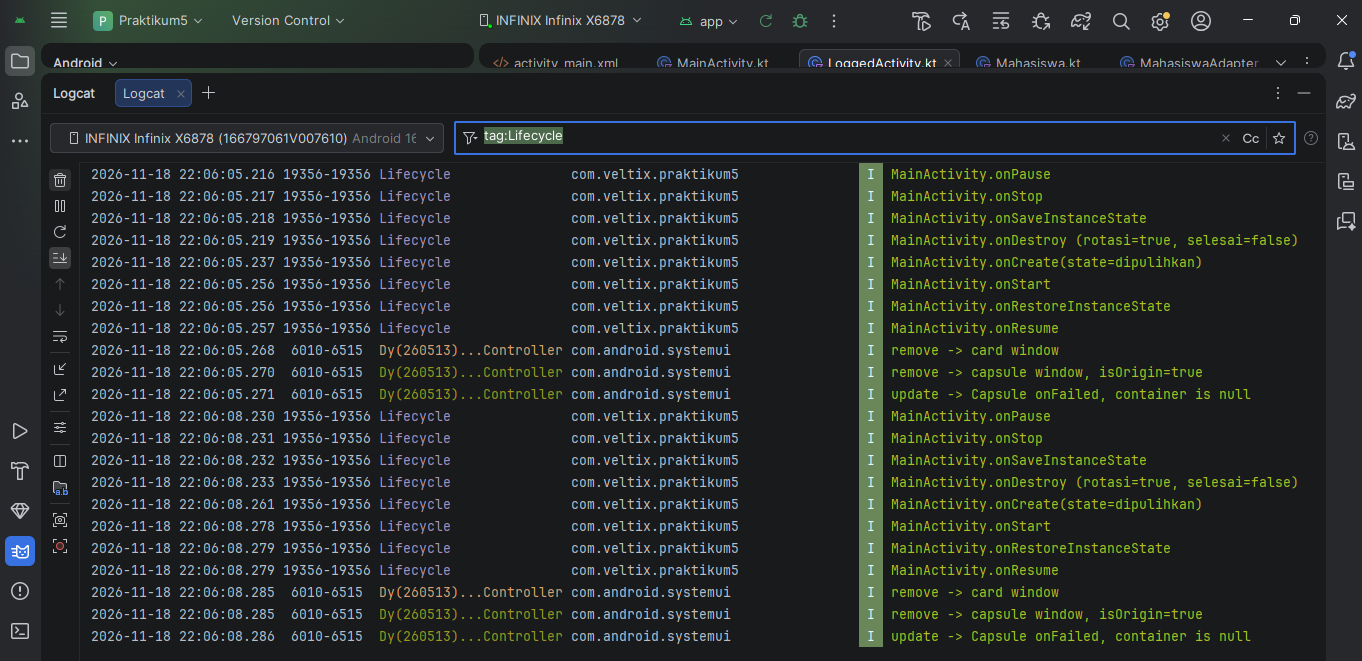 P Praktikum5 Version Control INFINIX Infinix X6878 app
Android activity_main.xml MainActivity.kt LoggedActivity.kt Mahasiswa.kt MahasiswaAdapter
Logcat Logcat
INFINIX Infinix X6878 (166797061V007610) Android 16 tag:Lifecycle Cc
2026-11-18 22:06:05.216 19356-19356 Lifecycle com.veltix.praktikum5 I MainActivity.onPause
2026-11-18 22:06:05.217 19356-19356 Lifecycle com.veltix.praktikum5 I MainActivity.onStop
2026-11-18 22:06:05.218 19356-19356 Lifecycle com.veltix.praktikum5 I MainActivity.onSaveInstanceState
2026-11-18 22:06:05.219 19356-19356 Lifecycle com.veltix.praktikum5 I MainActivity.onDestroy (rotasi=true, selesai=false)
2026-11-18 22:06:05.237 19356-19356 Lifecycle com.veltix.praktikum5 I MainActivity.onCreate(state=dipulihkan)
2026-11-18 22:06:05.256 19356-19356 Lifecycle com.veltix.praktikum5 I MainActivity.onStart
2026-11-18 22:06:05.256 19356-19356 Lifecycle com.veltix.praktikum5 I MainActivity.onRestoreInstanceState
2026-11-18 22:06:05.257 19356-19356 Lifecycle com.veltix.praktikum5 I MainActivity.onResume
2026-11-18 22:06:05.268 6010-6515 Dy(260513)...Controller com.android.systemui I remove -> card window
2026-11-18 22:06:05.270 6010-6515 Dy(260513)...Controller com.android.systemui I remove -> capsule window, isOrigin=true
2026-11-18 22:06:05.271 6010-6515 Dy(260513)...Controller com.android.systemui I update -> Capsule onFailed, container is null
2026-11-18 22:06:08.230 19356-19356 Lifecycle com.veltix.praktikum5 I MainActivity.onPause
2026-11-18 22:06:08.231 19356-19356 Lifecycle com.veltix.praktikum5 I MainActivity.onStop
2026-11-18 22:06:08.232 19356-19356 Lifecycle com.veltix.praktikum5 I MainActivity.onSaveInstanceState
2026-11-18 22:06:08.233 19356-19356 Lifecycle com.veltix.praktikum5 I MainActivity.onDestroy (rotasi=true, selesai=false)
2026-11-18 22:06:08.261 19356-19356 Lifecycle com.veltix.praktikum5 I MainActivity.onCreate(state=dipulihkan)
2026-11-18 22:06:08.278 19356-19356 Lifecycle com.veltix.praktikum5 I MainActivity.onStart
2026-11-18 22:06:08.279 19356-19356 Lifecycle com.veltix.praktikum5 I MainActivity.onRestoreInstanceState
2026-11-18 22:06:08.279 19356-19356 Lifecycle com.veltix.praktikum5 I MainActivity.onResume
2026-11-18 22:06:08.285 6010-6515 Dy(260513)...Controller com.android.systemui I remove -> card window
2026-11-18 22:06:08.285 6010-6515 Dy(260513)...Controller com.android.systemui I remove -> capsule window, isOrigin=true
2026-11-18 22:06:08.286 6010-6515 Dy(260513)...Controller com.android.systemui I update -> Capsule onFailed, container is null